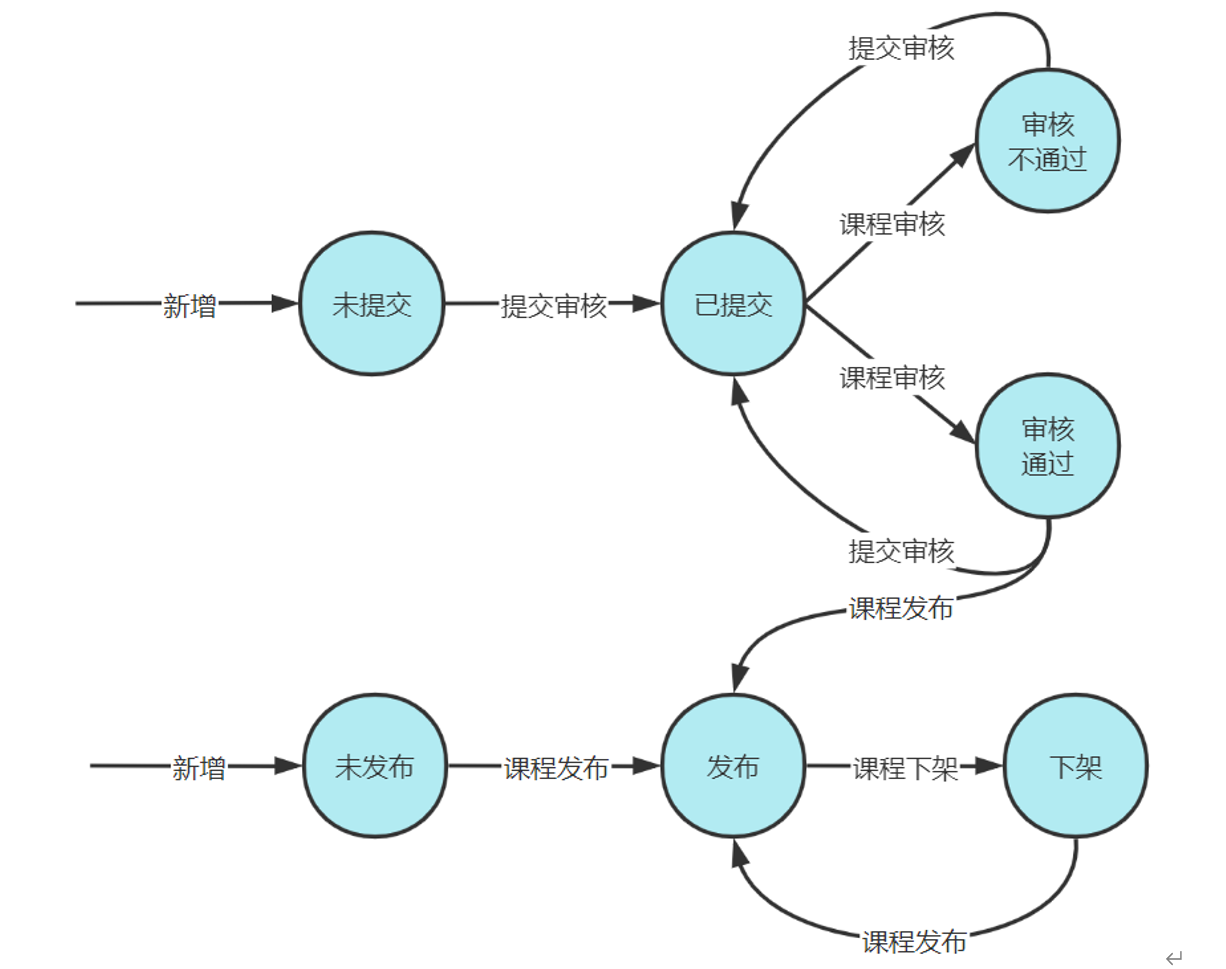 提交审核
审核
不通过
课程审核
新增
未提交
提交审核
已提交
课程审核
审核
通过
提交审核
课程发布
新增
未发布
课程发布
发布
课程下架
下架
课程发布